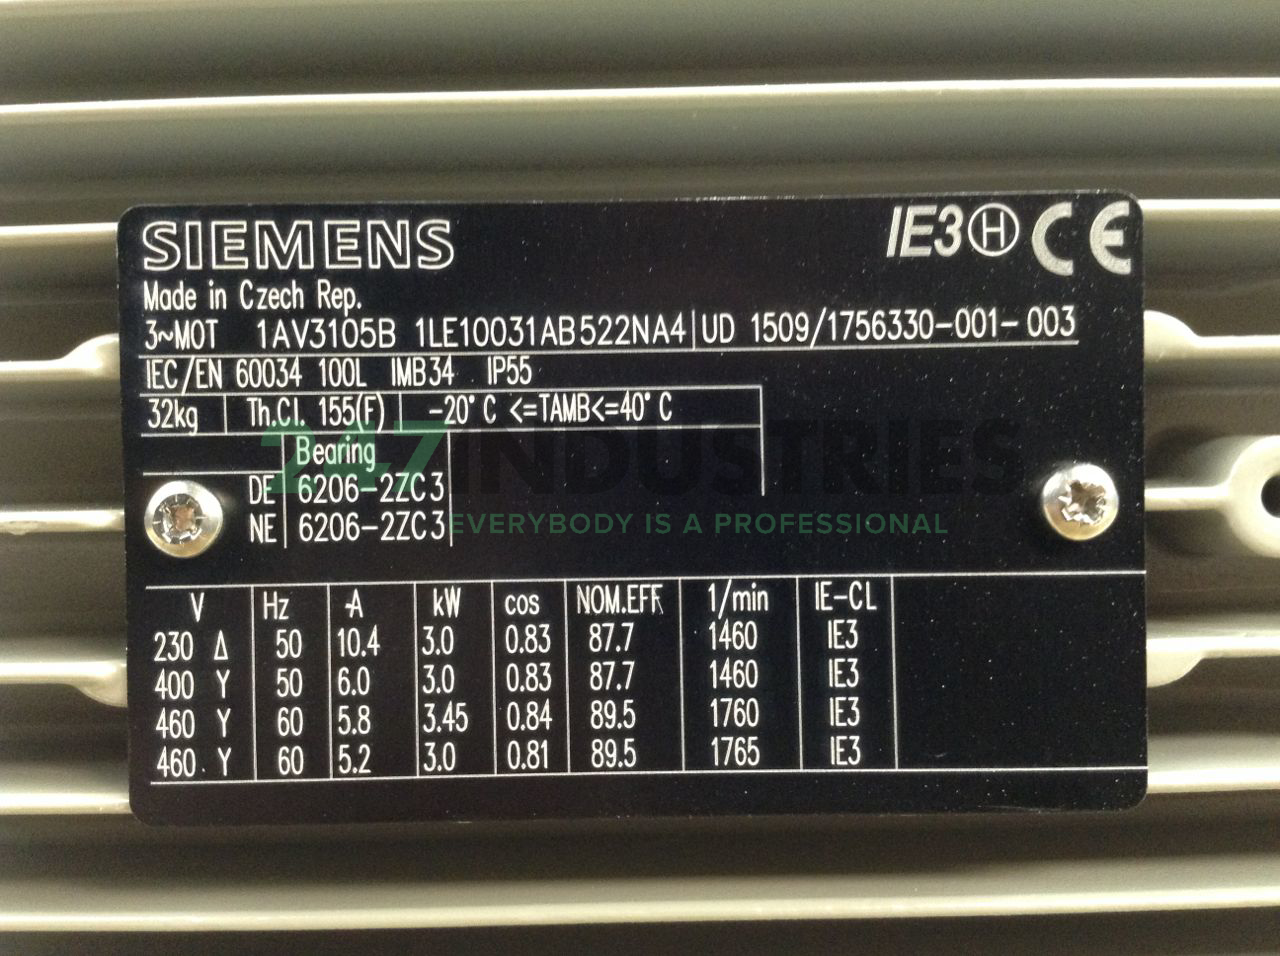 SIEMENS IE3 H CE
Made in Czech Rep.
3~MOT 1AV3105B 1LE10031AB522NA4 UD 1509/1756330-001-003
IEC/EN 60034 100L IMB34 IP55
32kg Th.Cl. 155(F) -20°C <=TAMB<=40°C
247INDUSTRIES
Bearing
DE 6206-2ZC3
NE 6206-2ZC3
EVERYBODY IS A PROFESSIONAL
V Hz A kW cos NOM.EFF 1/min IE-CL
230 Δ 50 10.4 3.0 0.83 87.7 1460 IE3
400 Y 50 6.0 3.0 0.83 87.7 1460 IE3
460 Y 60 5.8 3.45 0.84 89.5 1760 IE3
460 Y 60 5.2 3.0 0.81 89.5 1765 IE3